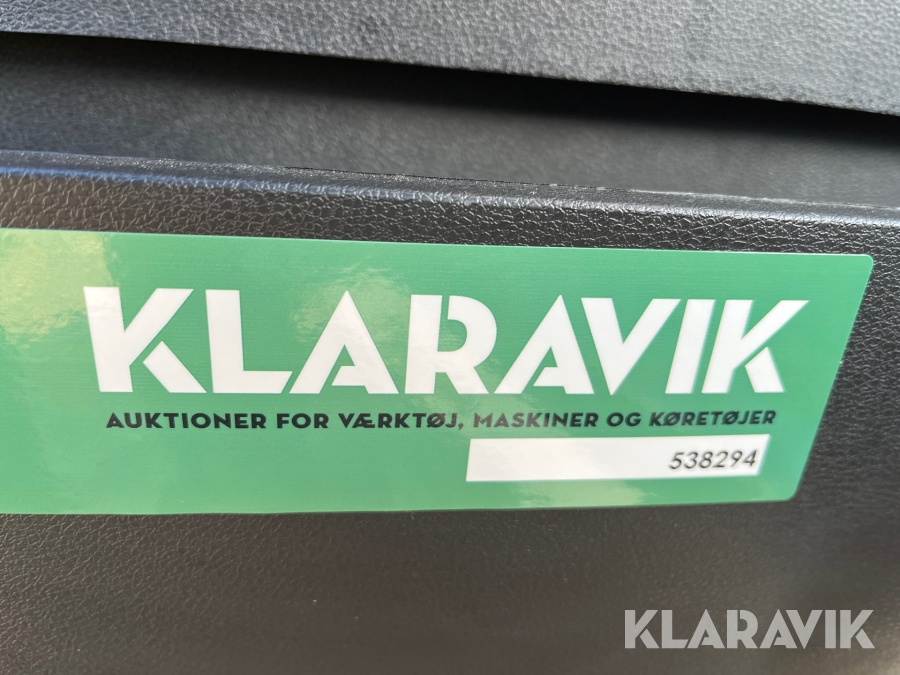 KLARAVIK
AUKTIONER FOR VÆRKTØJ, MASKINER OG KØRETØJER
538294
KLARAVIK